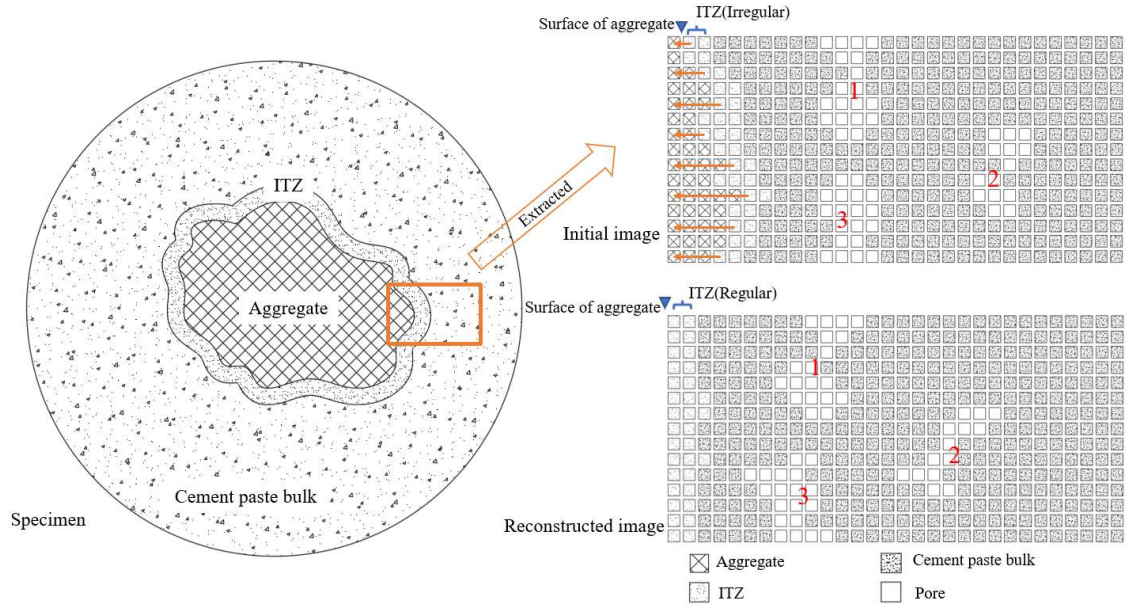 ITZ
Aggregate
Cement paste bulk
Specimen
Extracted
ITZ(Irregular)
Surface of aggregate
1
2
3
Initial image
ITZ(Regular)
Surface of aggregate
1
2
3
Reconstructed image
Aggregate
Cement paste bulk
ITZ
Pore